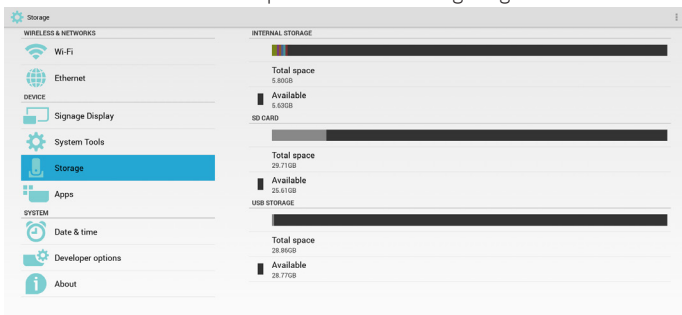 Storage
WIRELESS & NETWORKS
Wi-Fi
Ethernet
DEVICE
Signage Display
System Tools
Storage
Apps
SYSTEM
Date & time
Developer options
About
INTERNAL STORAGE
Total space
5.80GB
Available
5.63GB
SD CARD
Total space
29.71GB
Available
25.61GB
USB STORAGE
Total space
28.86GB
Available
28.77GB